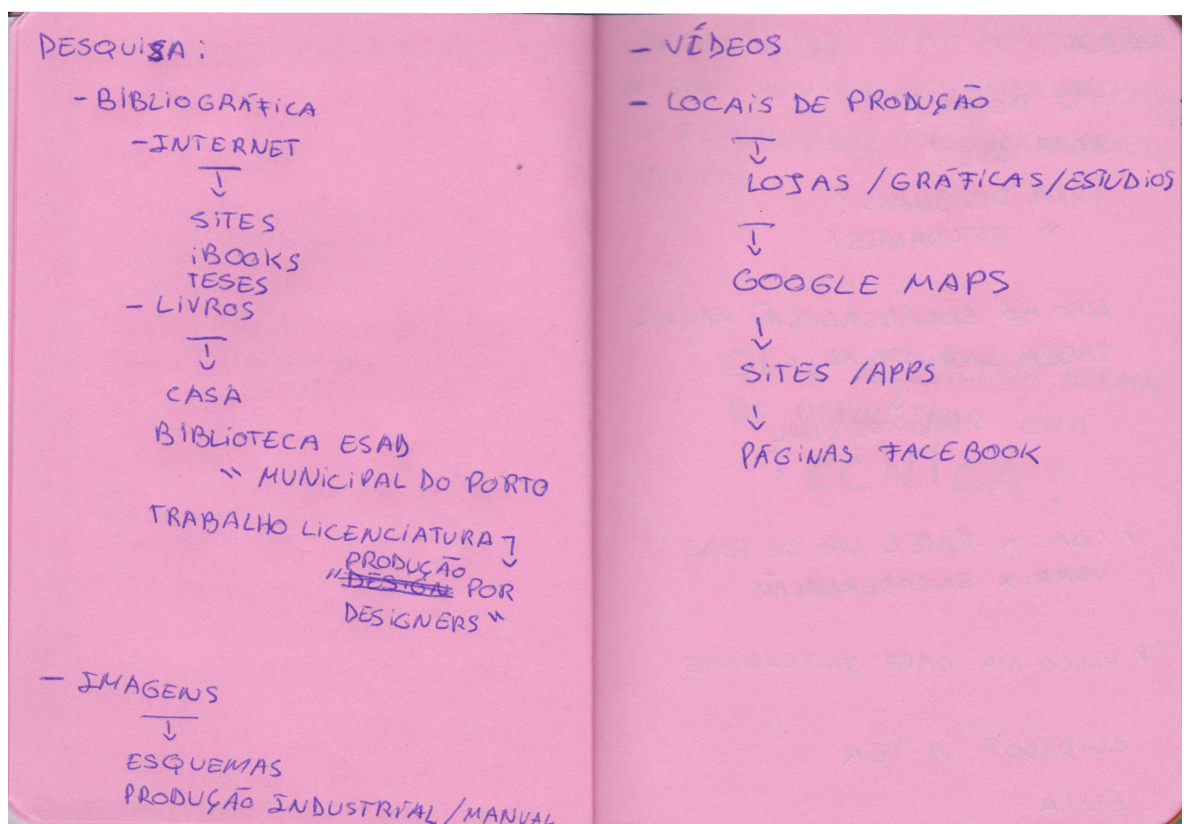 PESQUISA:
- BIBLIOGRÁFICA
- INTERNET
SITES
iBOOKS
TESES
- LIVROS
CASA
BIBLIOTECA ESAD
" MUNICIPAL DO PORTO
TRABALHO LICENCIATURA
PRODUÇÃO
"DESIGN POR
DESIGNERS"
- IMAGENS
ESQUEMAS
PRODUÇÃO INDUSTRIAL/MANUAL
- VÍDEOS
- LOCAIS DE PRODUÇÃO
LOJAS /GRÁFICAS/ESTÚDIOS
GOOGLE MAPS
SITES /APPS
PÁGINAS FACEBOOK